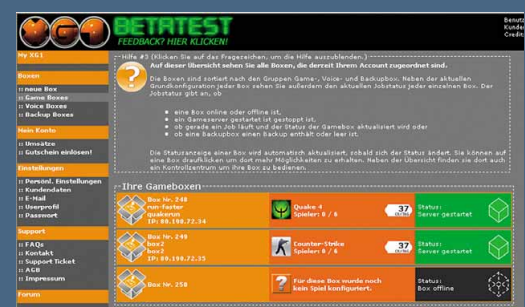 XG1
BETATEST
FEEDBACK? HIER KLICKEN!
Benutz
Kunde
Credit
My XG1
Boxen
:: neue Box
:: Game Boxes
:: Voice Boxes
:: Backup Boxes
Mein Konto
:: Umsätze
:: Gutschein einlösen!
Einstellungen
:: Persönl. Einstellungen
:: Kundendaten
:: E-Mail
:: Userprofil
:: Passwort
Support
:: FAQs
:: Kontakt
:: Support Ticket
:: AGB
:: Impressum
Forum
Hilfe #3 [Klicken Sie auf das Fragezeichen, um die Hilfe auszublenden.]
Auf dieser Übersicht sehen Sie alle Boxen, die derzeit Ihrem Account zugeordnet sind.
Die Boxen sind sortiert nach den Gruppen Game-, Voice- und Backupbox. Neben der aktuellen
Grundkonfiguration jeder Box sehen Sie außerdem den aktuellen Jobstatus jeder einzelnen Box. Der
Jobstatus gibt an, ob
eine Box online oder offline ist,
ein Gameserver gestartet ist gestoppt ist,
ob gerade ein Job läuft und der Status der Gamebox aktualisiert wird oder
ob eine Backupbox einen Backup enthält oder leer ist.
Die Statusanzeige einer Box wird automatisch aktualisiert, sobald sich der Status ändert. Sie können auf
eine Box draufklicken um dort mehr Möglichkeiten zu erhalten. Neben der Übersicht finden sie dort auch
ein Kontrollzentrum um ihre Box zu bedienen.
Ihre Gameboxen
Box Nr. 248
run-faster
quakerun
IP: 89.198.72.34
Quake 4
Spieler: 0 / 6
37
Status:
Server gestartet
Box Nr. 249
box2
box2
IP: 89.199.72.35
Counter-Strike
Spieler: 0 / 6
37
Status:
Server gestartet
Box Nr. 250
Für diese Box wurde noch
kein Spiel konfiguriert.
Status:
Box offline